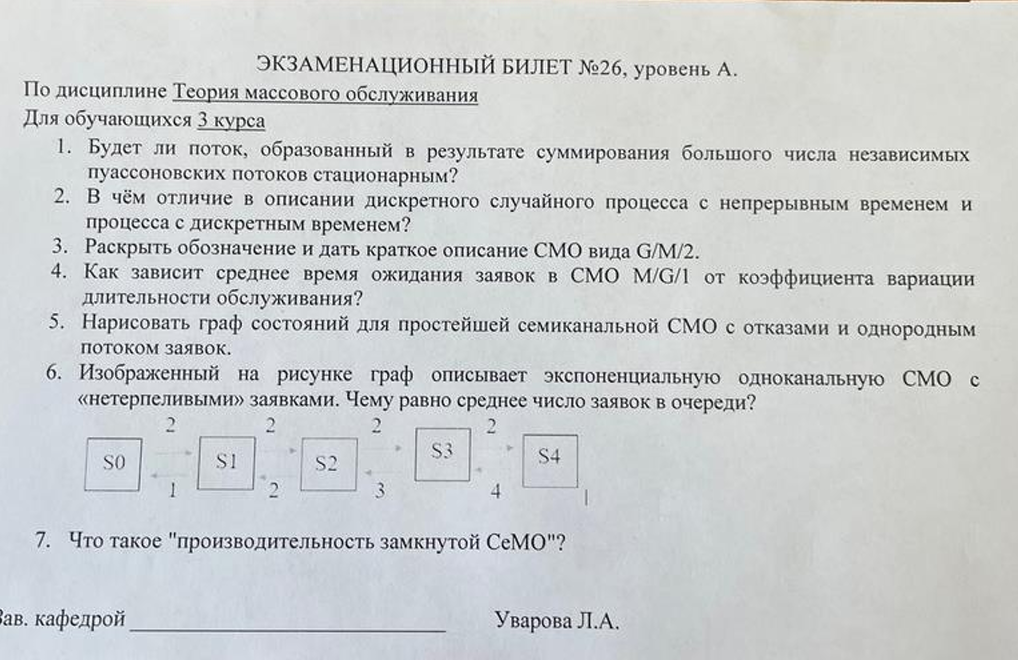 ЭКЗАМЕНАЦИОННЫЙ БИЛЕТ №26, уровень А.
По дисциплине Теория массового обслуживания
Для обучающихся 3 курса
1. Будет ли поток, образованный в результате суммирования большого числа независимых
пуассоновских потоков стационарным?
2. В чём отличие в описании дискретного случайного процесса с непрерывным временем и
процесса с дискретным временем?
3. Раскрыть обозначение и дать краткое описание СМО вида G/M/2.
4. Как зависит среднее время ожидания заявок в СМО M/G/1 от коэффициента вариации
длительности обслуживания?
5. Нарисовать граф состояний для простейшей семиканальной СМО с отказами и однородным
потоком заявок.
6. Изображенный на рисунке граф описывает экспоненциальную одноканальную СМО с
«нетерпеливыми» заявками. Чему равно среднее число заявок в очереди?
2 2 2 2
S0 S1 S2 S3 S4
1 2 3 4
7. Что такое "производительность замкнутой СеМО"?
Зав. кафедрой Уварова Л.А.